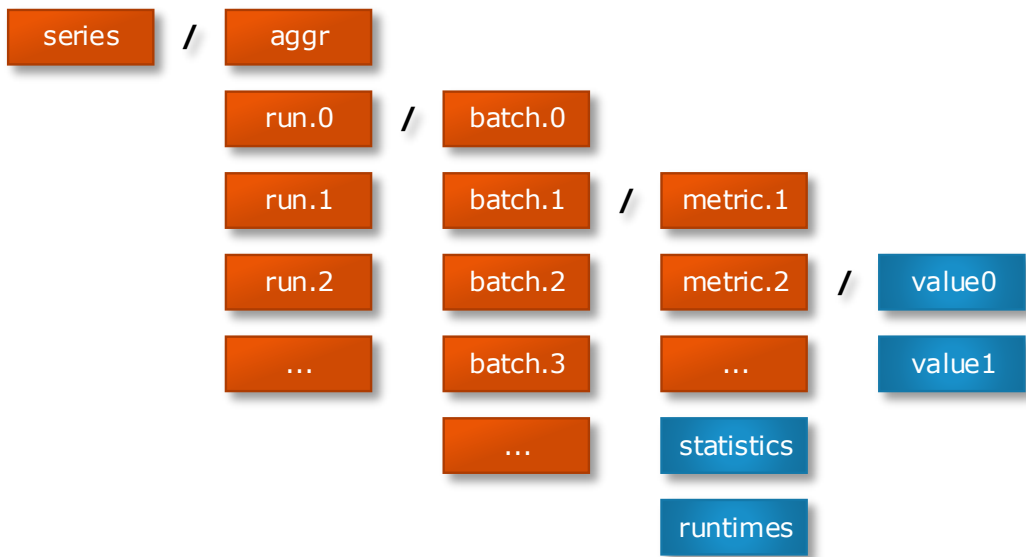 series / aggr
run.0 / batch.0
run.1 batch.1 / metric.1
run.2 batch.2 metric.2 / value0
... batch.3 ... value1
... statistics
runtimes